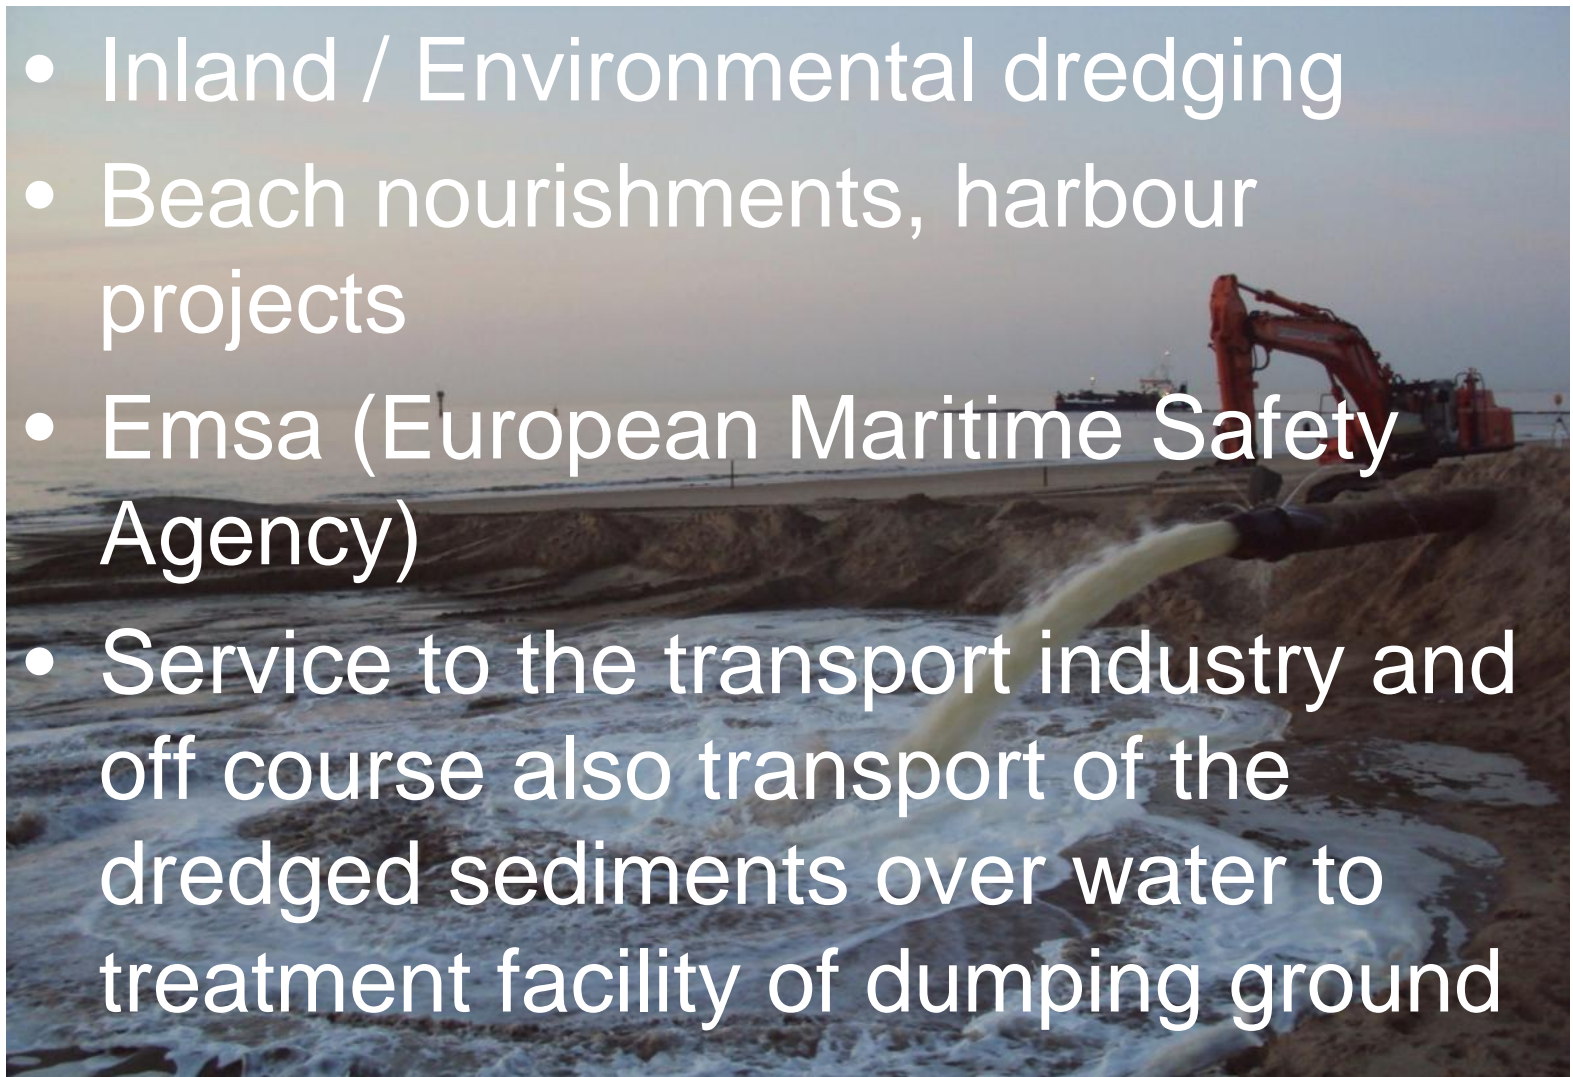 • Inland / Environmental dredging
• Beach nourishments, harbour
projects
• Emsa (European Maritime Safety
Agency)
• Service to the transport industry and
off course also transport of the
dredged sediments over water to
treatment facility of dumping ground